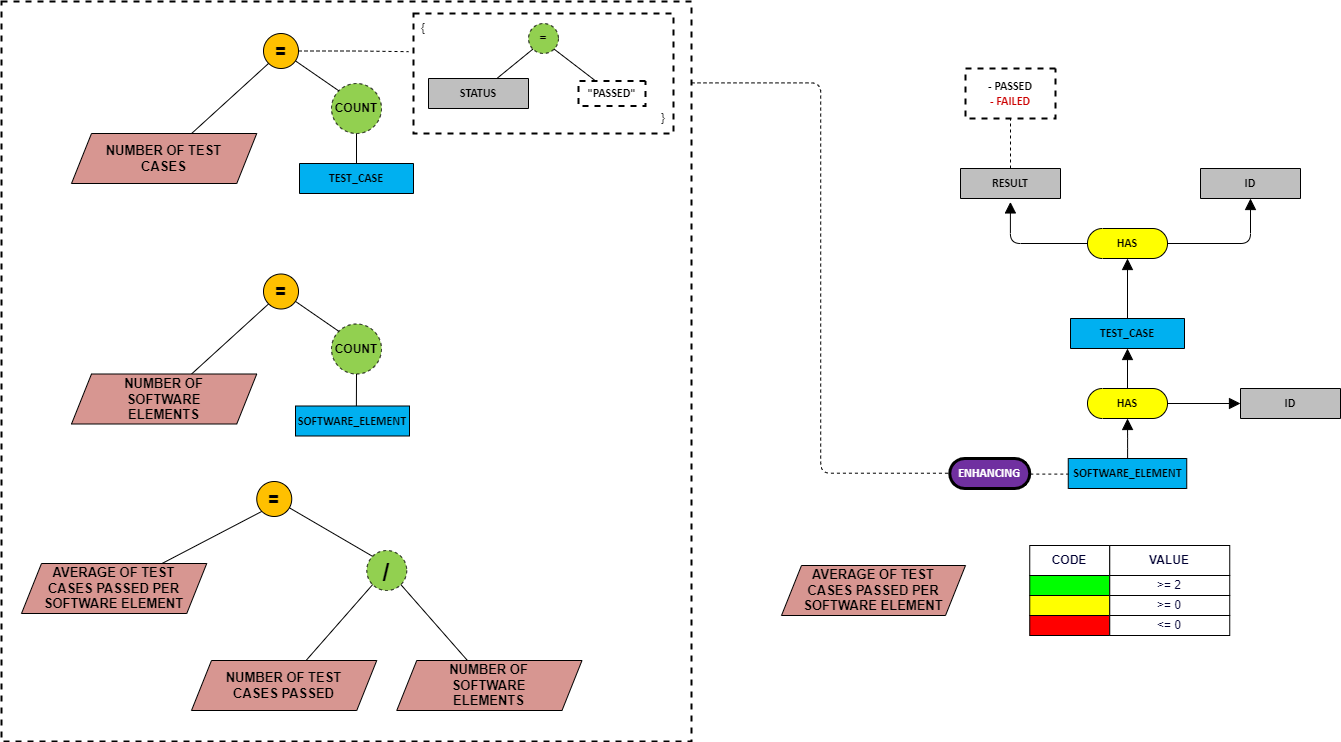 {
=
=
STATUS
"PASSED"
}
COUNT
NUMBER OF TEST
CASES
TEST_CASE
=
COUNT
NUMBER OF
SOFTWARE
ELEMENTS
SOFTWARE_ELEMENT
=
/
AVERAGE OF TEST
CASES PASSED PER
SOFTWARE ELEMENT
NUMBER OF TEST
CASES PASSED
NUMBER OF
SOFTWARE
ELEMENTS
- PASSED
- FAILED
RESULT
ID
HAS
TEST_CASE
HAS
ID
ENHANCING
SOFTWARE_ELEMENT
AVERAGE OF TEST
CASES PASSED PER
SOFTWARE ELEMENT
CODE VALUE
>= 2
>= 0
<= 0